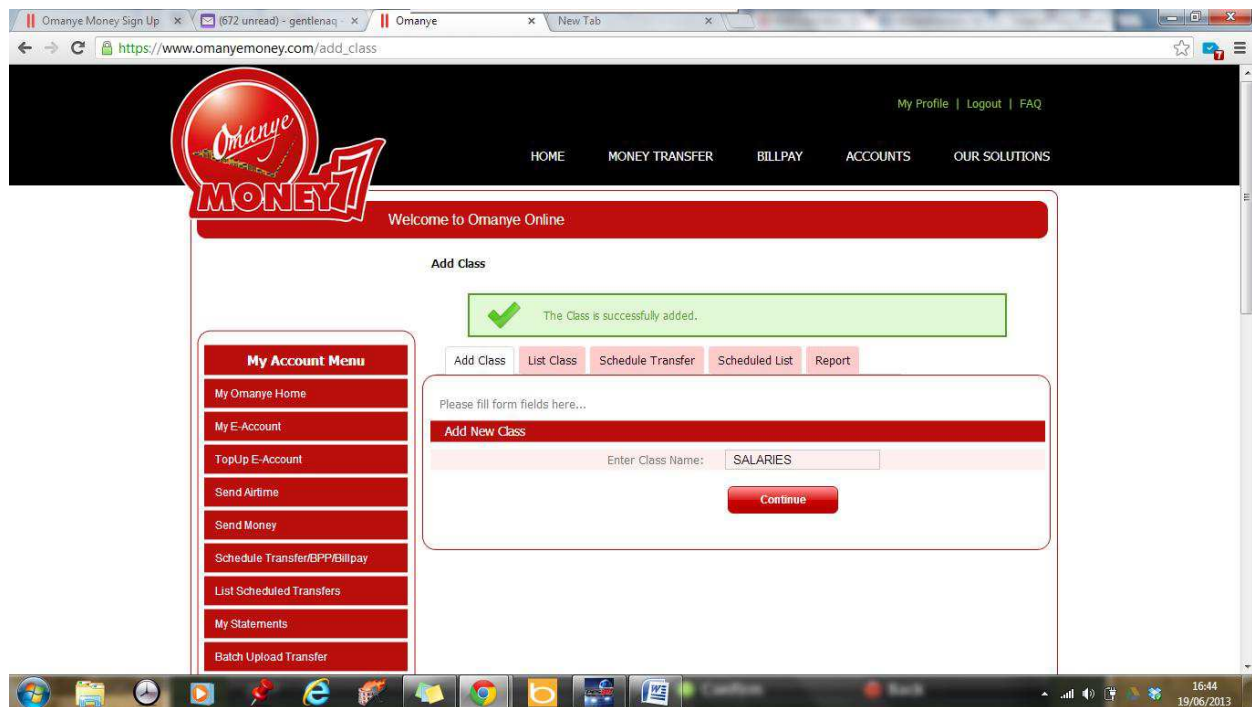 Omanye Money Sign Up
(672 unread) - gentlenaq -
Omanye
New Tab
https://www.omanyemoney.com/add_class
7
My Profile | Logout | FAQ
Omanye
MONEY
HOME MONEY TRANSFER BILLPAY ACCOUNTS OUR SOLUTIONS
Welcome to Omanye Online
Add Class
The Class is successfully added.
My Account Menu
My Omanye Home
My E-Account
TopUp E-Account
Send Airtime
Send Money
Schedule Transfer/BPP/Billpay
List Scheduled Transfers
My Statements
Batch Upload Transfer
Add Class List Class Schedule Transfer Scheduled List Report
Please fill form fields here...
Add New Class
Enter Class Name: SALARIES
Continue
Confirm Back
16:44
19/06/2013